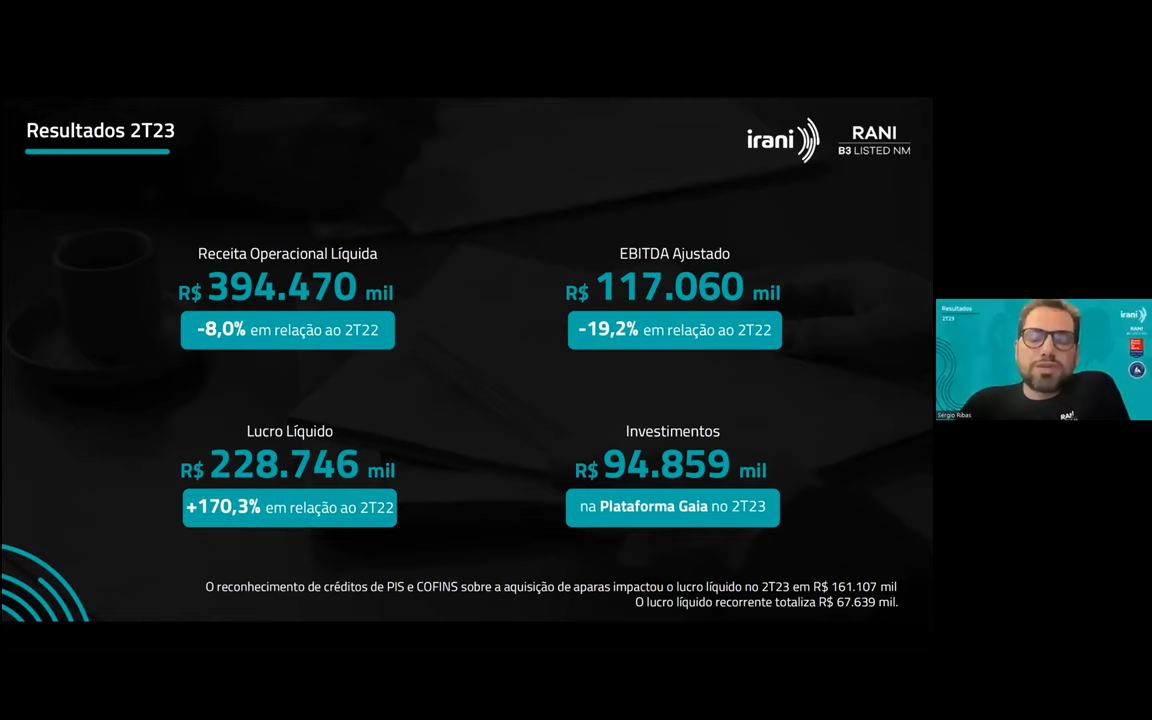 Resultados 2T23
irani
RANI
B3 LISTED NM
Receita Operacional Líquida
R$ 394.470 mil
-8,0% em relação ao 2T22
EBITDA Ajustado
R$ 117.060 mil
-19,2% em relação ao 2T22
Lucro Líquido
R$ 228.746 mil
+170,3% em relação ao 2T22
Investimentos
R$ 94.859 mil
na Plataforma Gaia no 2T23
O reconhecimento de créditos de PIS e COFINS sobre a aquisição de aparas impactou o lucro líquido no 2T23 em R$ 161.107 mil
O lucro líquido recorrente totaliza R$ 67.639 mil.
Resultados
2T23
irani
RANI
RANI
Sérgio Ribas